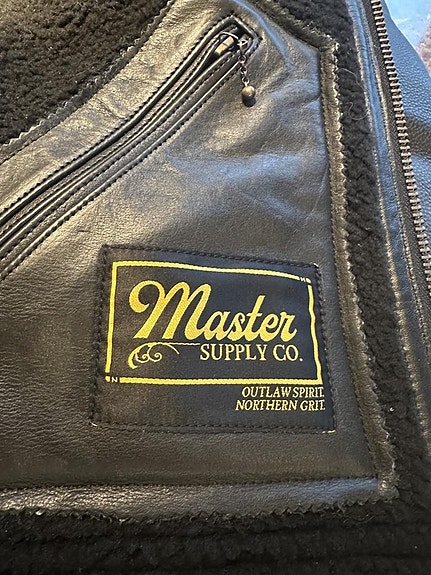 Master
SUPPLY CO.
OUTLAW SPIRIT.
NORTHERN GRIT.